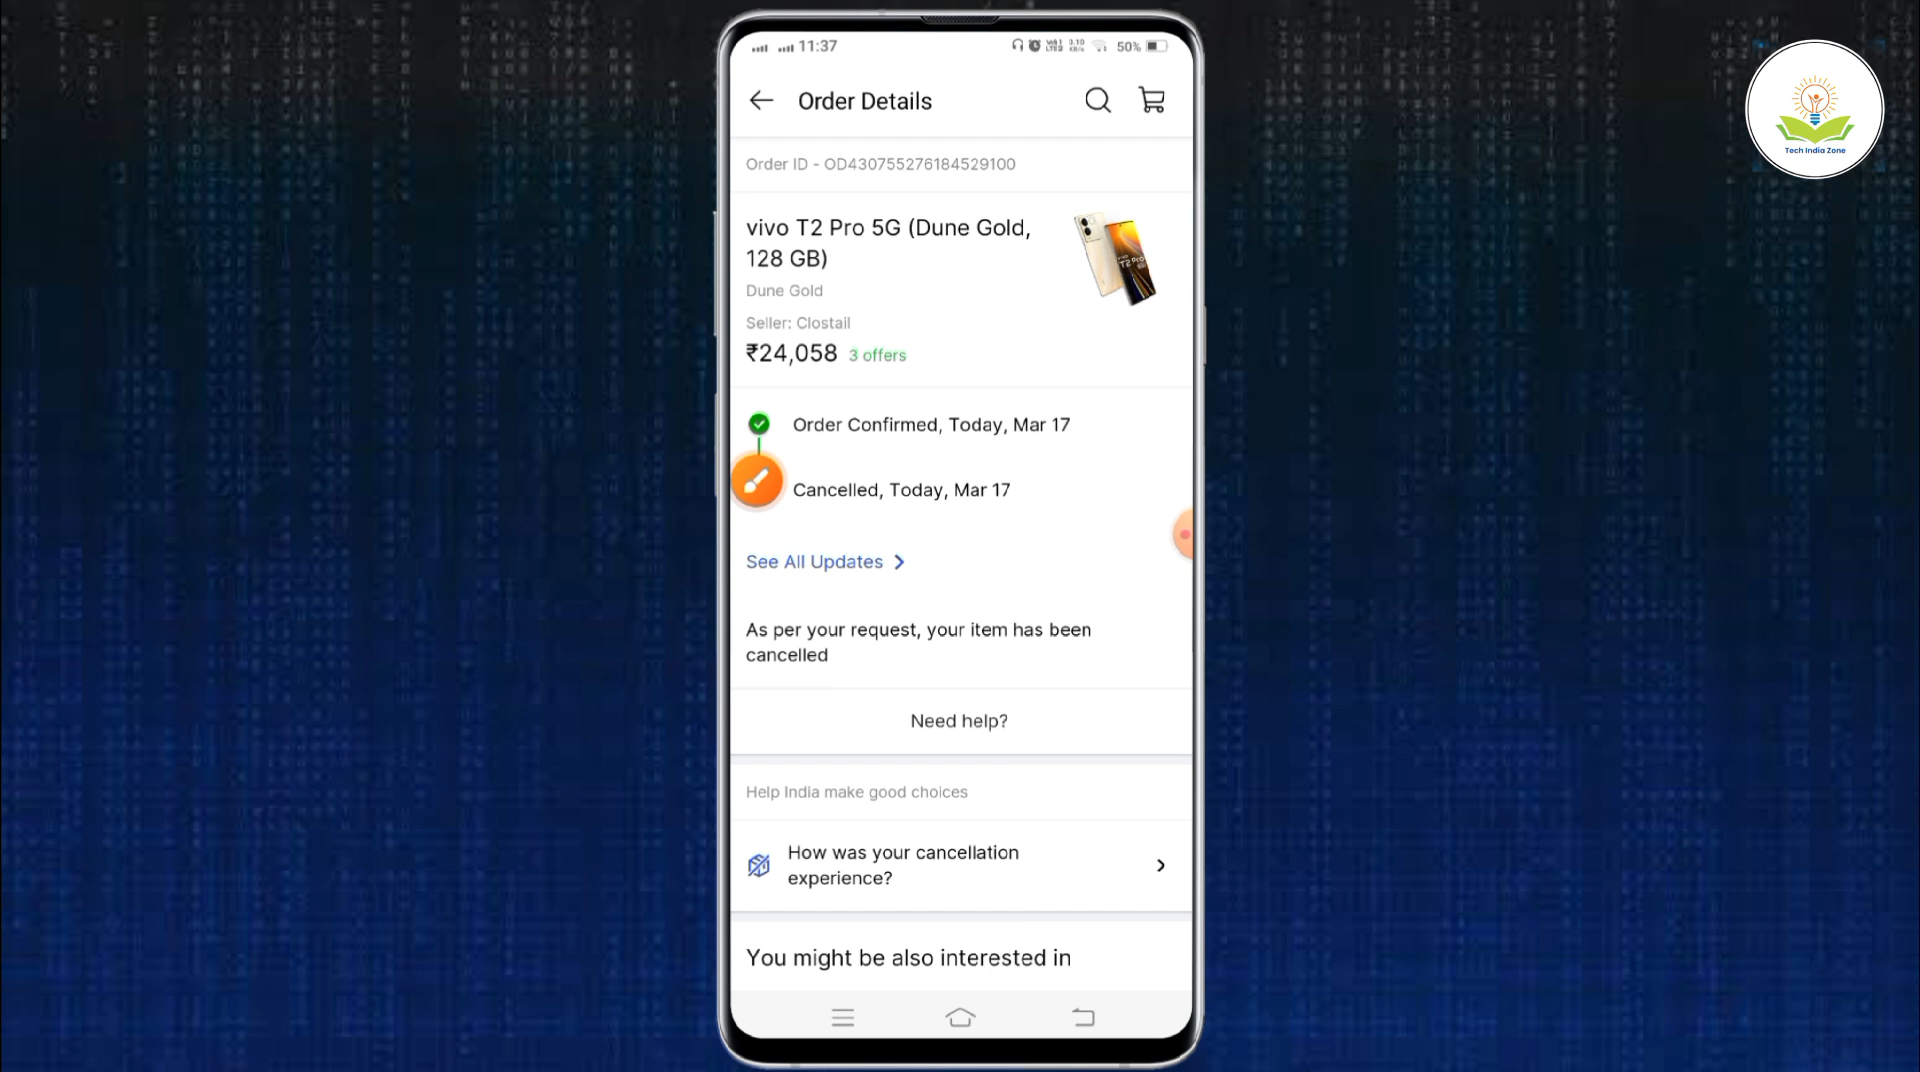 11:37
50%
Order Details
Order ID - OD430755276184529100
vivo T2 Pro 5G (Dune Gold,
128 GB)
Dune Gold
Seller: Clostail
₹24,058 3 offers
Order Confirmed, Today, Mar 17
Cancelled, Today, Mar 17
See All Updates
As per your request, your item has been
cancelled
Need help?
Help India make good choices
How was your cancellation
experience?
You might be also interested in
Tech India Zone